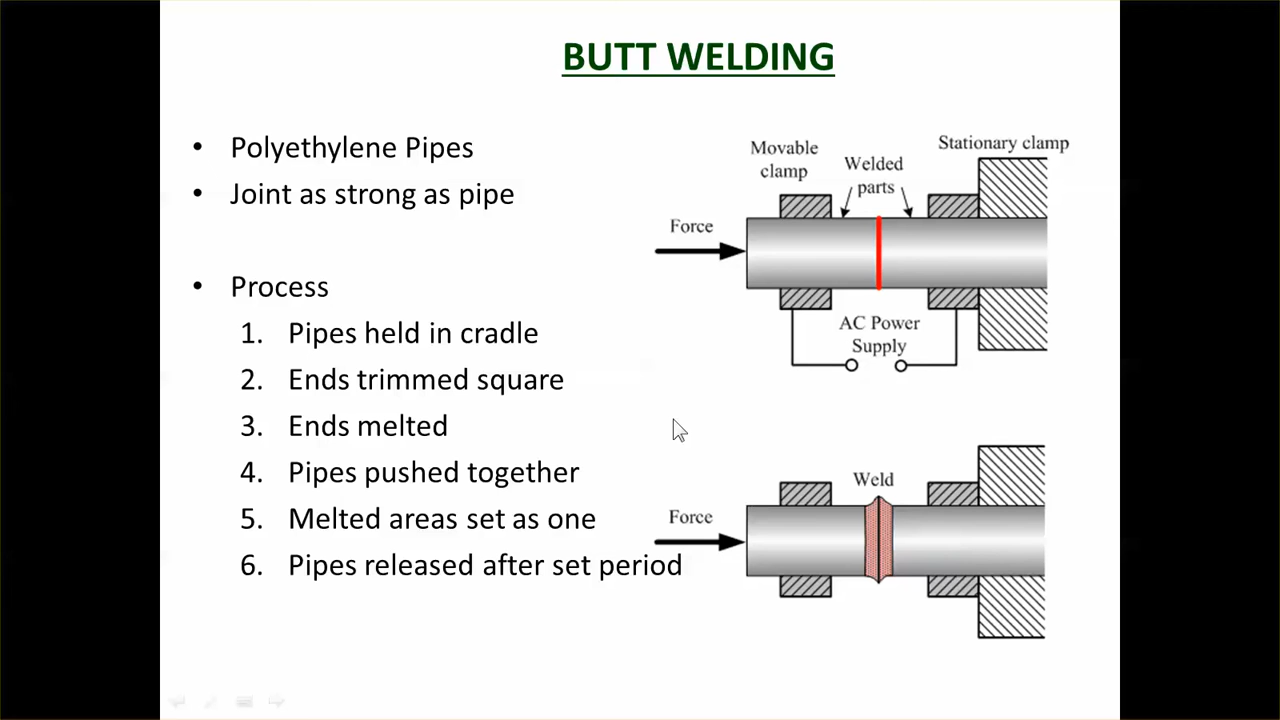 BUTT WELDING
• Polyethylene Pipes
• Joint as strong as pipe
• Process
1. Pipes held in cradle
2. Ends trimmed square
3. Ends melted
4. Pipes pushed together
5. Melted areas set as one
6. Pipes released after set period
Movable
clamp
Welded
parts
Stationary clamp
Force
AC Power
Supply
Weld
Force